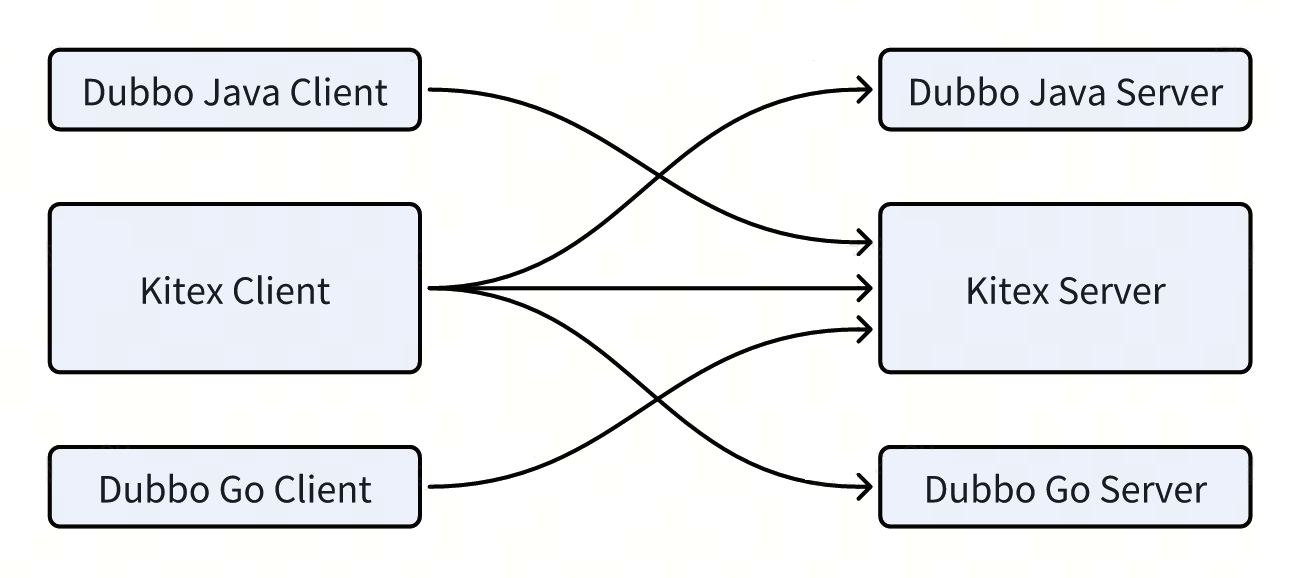 Dubbo Java Client
Dubbo Java Server
Kitex Client
Kitex Server
Dubbo Go Client
Dubbo Go Server